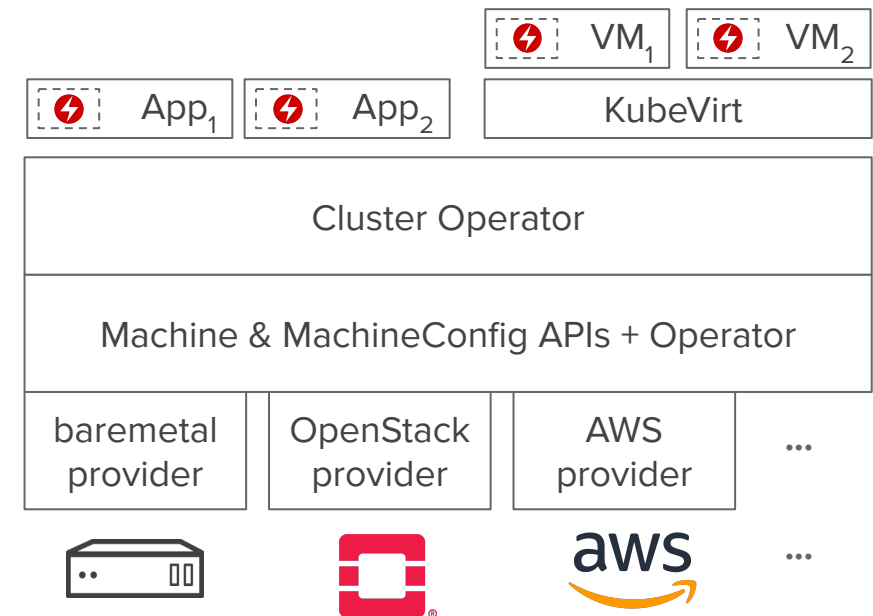 VM1 VM2
App1 App2 KubeVirt
Cluster Operator
Machine & MachineConfig APIs + Operator
baremetal
provider
OpenStack
provider
AWS
provider
...
aws
®
...